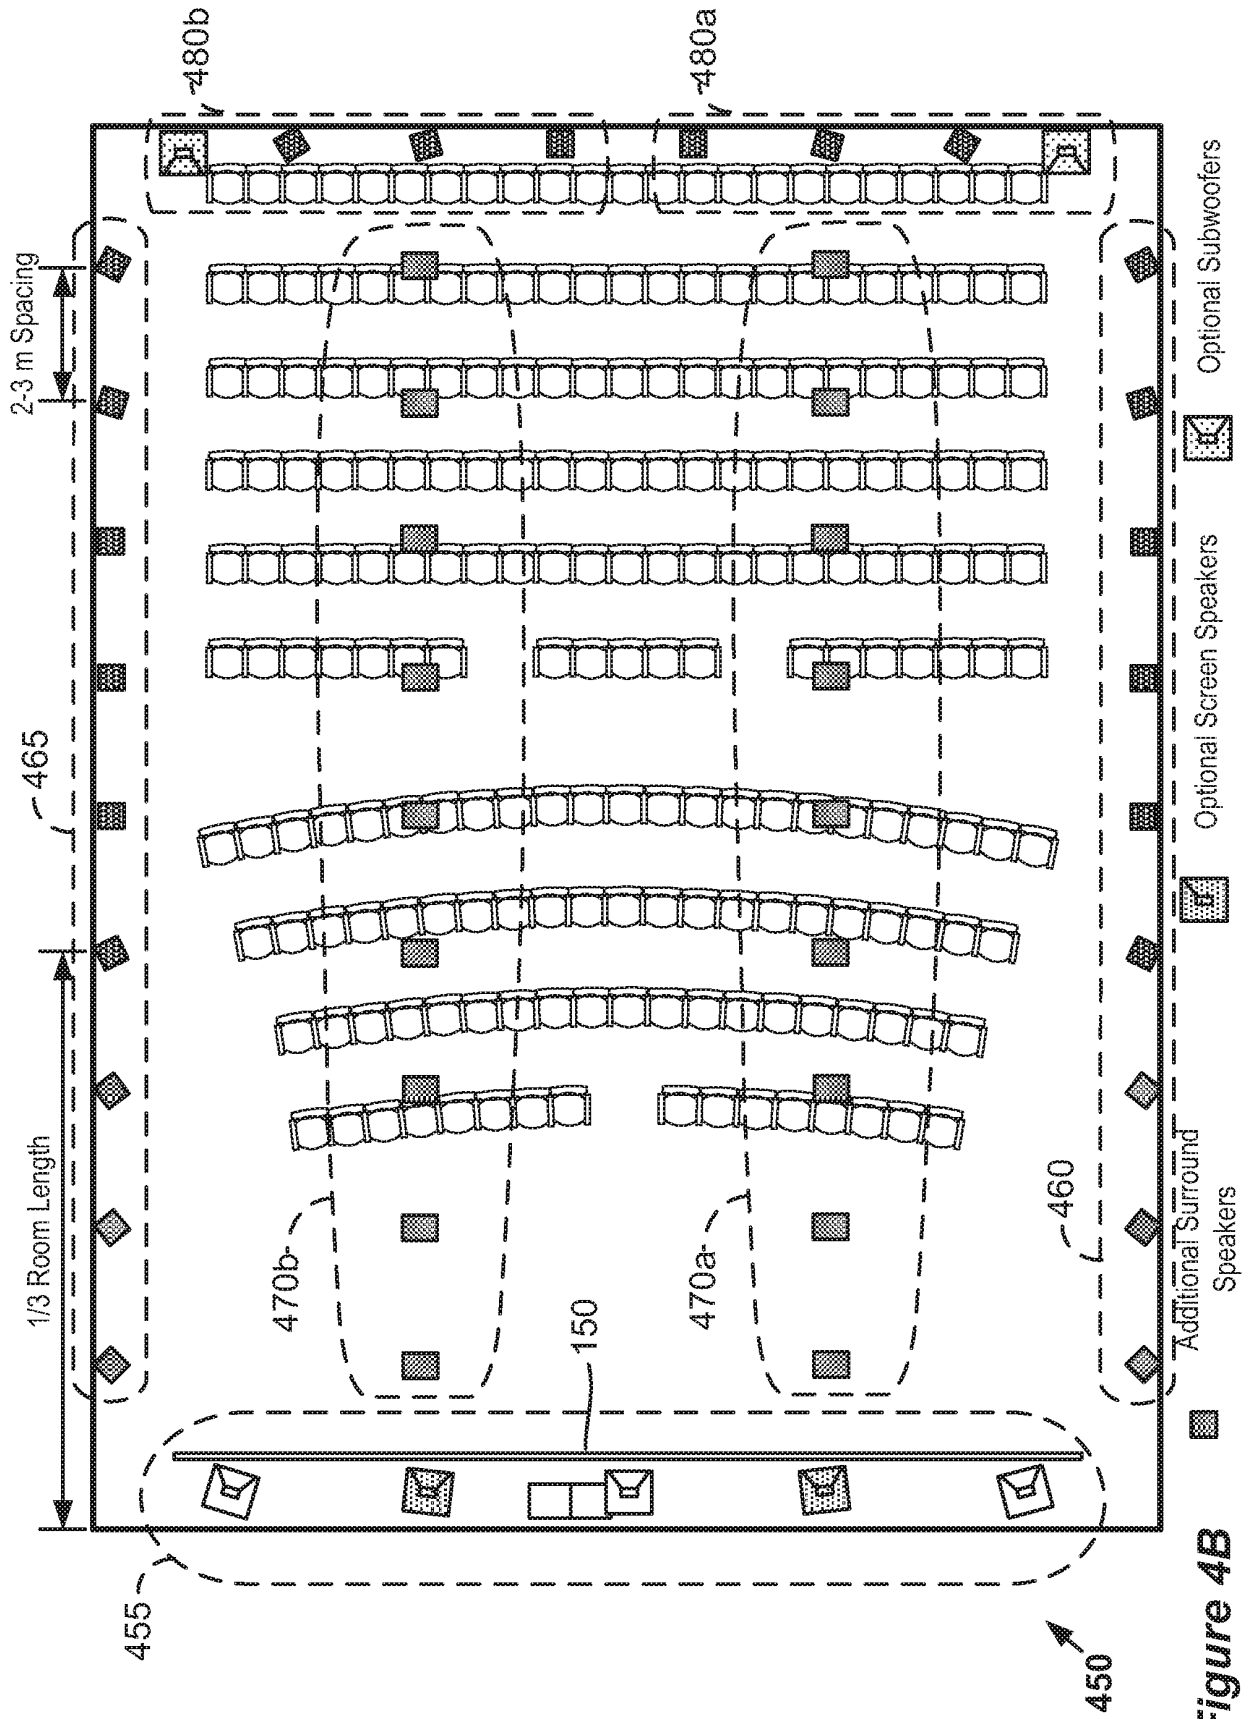 480b
480a
2-3 m Spacing
465
1/3 Room Length
470b
470a
150
460
455
450
Additional Surround
Speakers
Optional Screen Speakers
Optional Subwoofers
Figure 4B